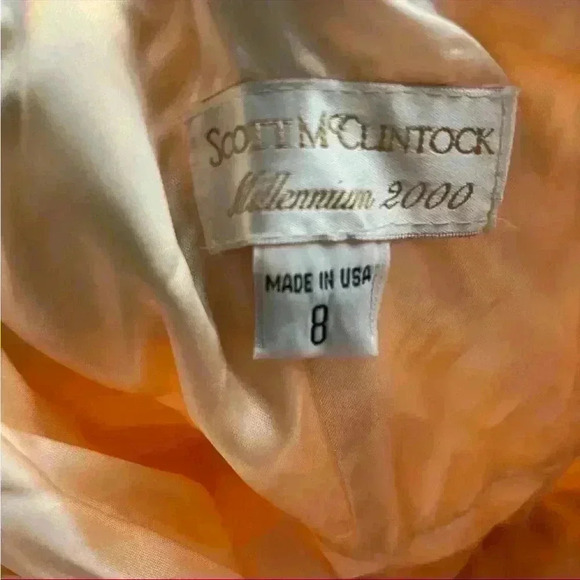 SCOTT McCLINTOCK
Millennium 2000
MADE IN USA
8